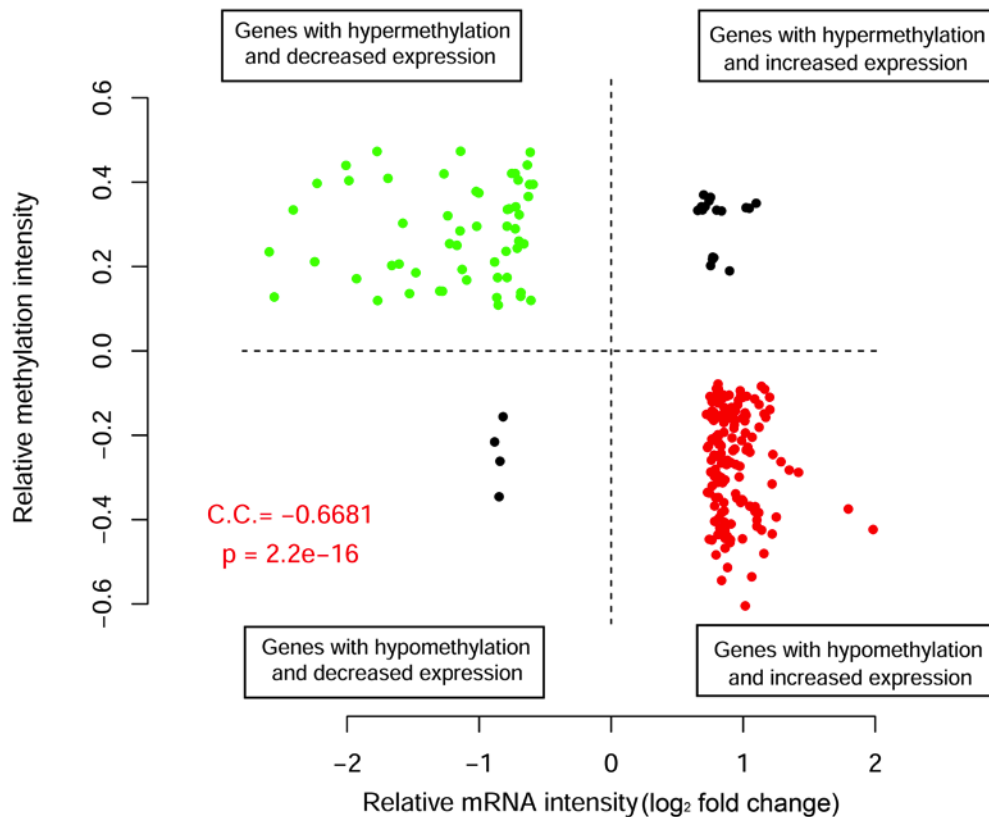 Genes with hypermethylation
and decreased expression
Genes with hypermethylation
and increased expression
Relative methylation intensity
0.6
0.4
0.2
0.0
−0.2
−0.4
−0.6
C.C.= −0.6681
p = 2.2e−16
Genes with hypomethylation
and decreased expression
Genes with hypomethylation
and increased expression
−2
−1
0
1
2
Relative mRNA intensity(log₂ fold change)